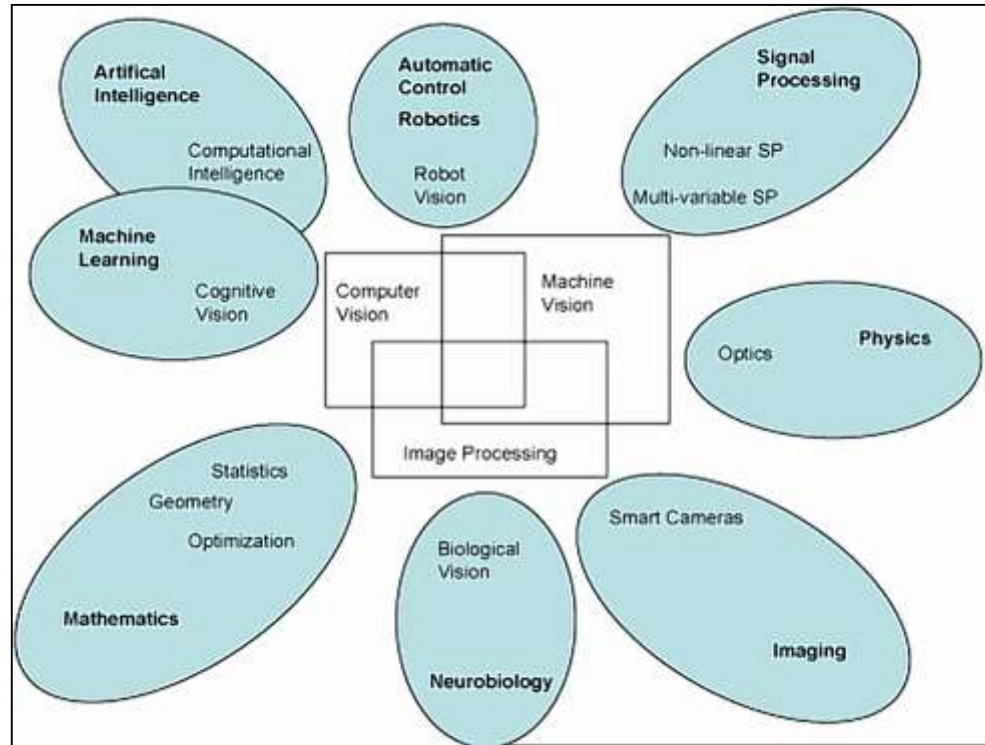 Artifical
Intelligence
Computational
Intelligence
Automatic
Control
Robotics
Robot
Vision
Signal
Processing
Non-linear SP
Multi-variable SP
Machine
Learning
Cognitive
Vision
Computer
Vision
Machine
Vision
Image Processing
Optics
Physics
Statistics
Geometry
Optimization
Mathematics
Biological
Vision
Neurobiology
Smart Cameras
Imaging